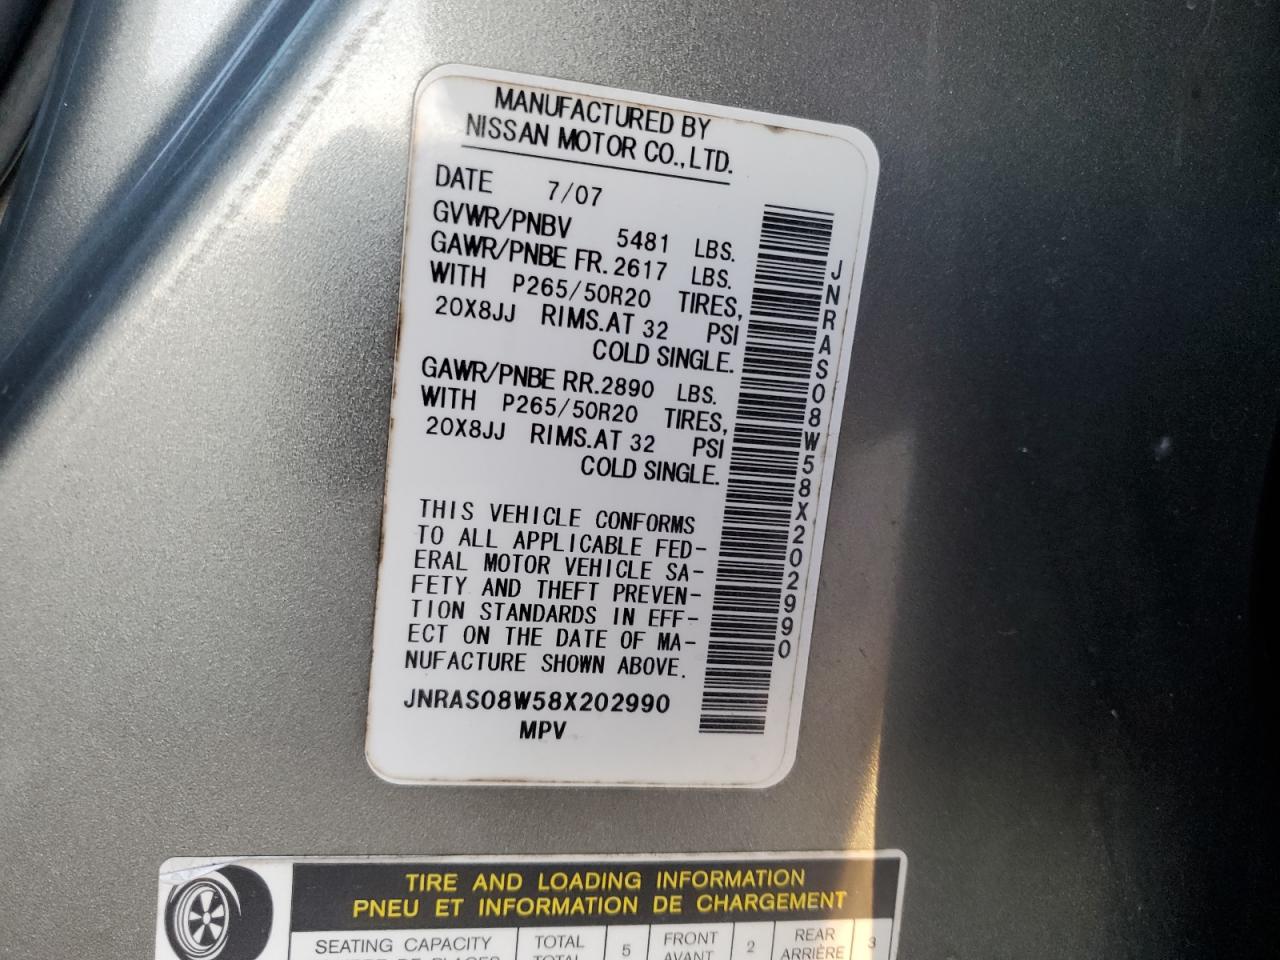 MANUFACTURED BY
NISSAN MOTOR CO.,LTD.
DATE 7/07
GVWR/PNBV 5481 LBS.
GAWR/PNBE FR. 2617 LBS.
WITH P265/50R20 TIRES,
20X8JJ RIMS.AT 32 PSI
COLD SINGLE.
GAWR/PNBE RR. 2890 LBS.
WITH P265/50R20 TIRES,
20X8JJ RIMS.AT 32 PSI
COLD SINGLE.
THIS VEHICLE CONFORMS
TO ALL APPLICABLE FED-
ERAL MOTOR VEHICLE SA-
FETY AND THEFT PREVEN-
TION STANDARDS IN EFF-
ECT ON THE DATE OF MA-
NUFACTURE SHOWN ABOVE.
JNRAS08W58X202990
MPV
JNRAS08W58X202990
TIRE AND LOADING INFORMATION
PNEU ET INFORMATION DE CHARGEMENT
SEATING CAPACITY TOTAL 5 FRONT 2 REAR 3
TOTAL AVANT ARRIÈRE